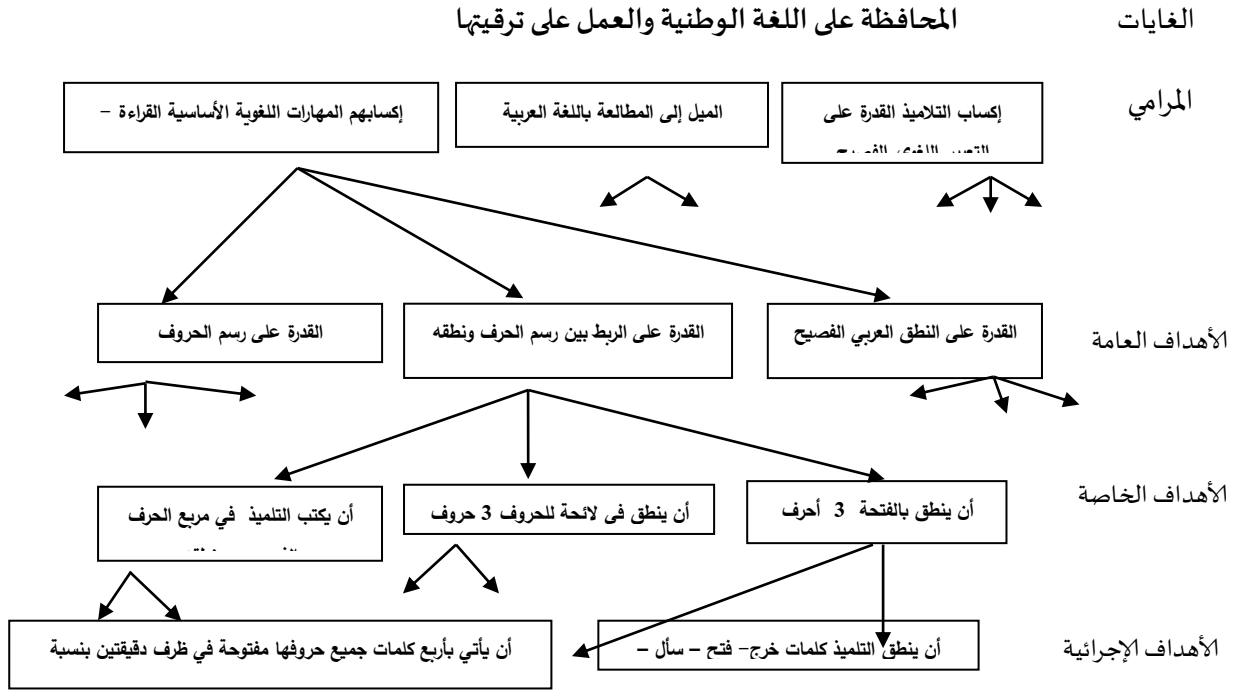 الغايات
المحافظة على اللغة الوطنية والعمل على ترقيتها
المرامي
إكساب التلاميذ القدرة على
التعبير اللغوي الفصيح
الميل إلى المطالعة باللغة العربية
إكسابهم المهارات اللغوية الأساسية القراءة –
الأهداف العامة
القدرة على النطق العربي الفصيح
القدرة على الربط بين رسم الحرف ونطقه
القدرة على رسم الحروف
الأهداف الخاصة
أن ينطق بالفتحة 3 أحرف
أن ينطق في لائحة للحروف 3 حروف
أن يكتب التلميذ في مربع الحرف
الأهداف الإجرائية
أن ينطق التلميذ كلمات خرج- فتح – سأل –
أن يأتي بأربع كلمات جميع حروفها مفتوحة في ظرف دقيقتين بنسبة